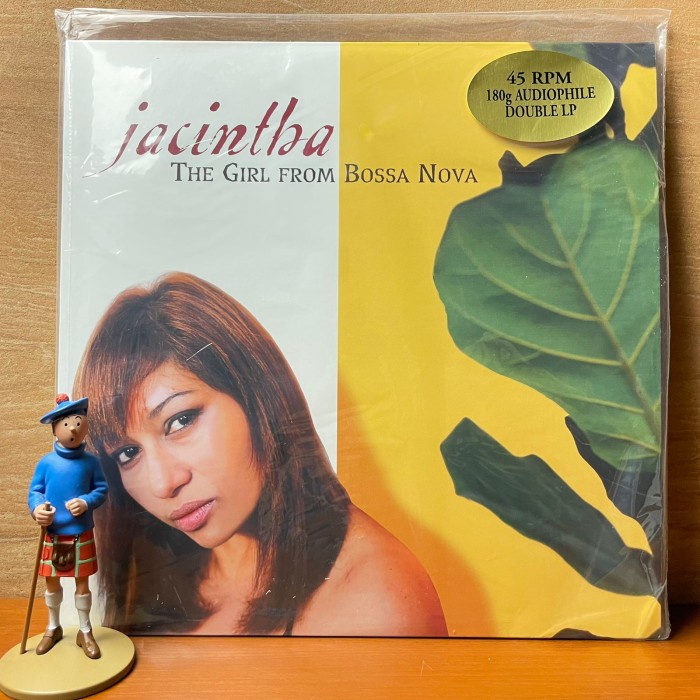 45 RPM
180g AUDIOPHILE
DOUBLE LP
jacintha
THE GIRL FROM BOSSA NOVA